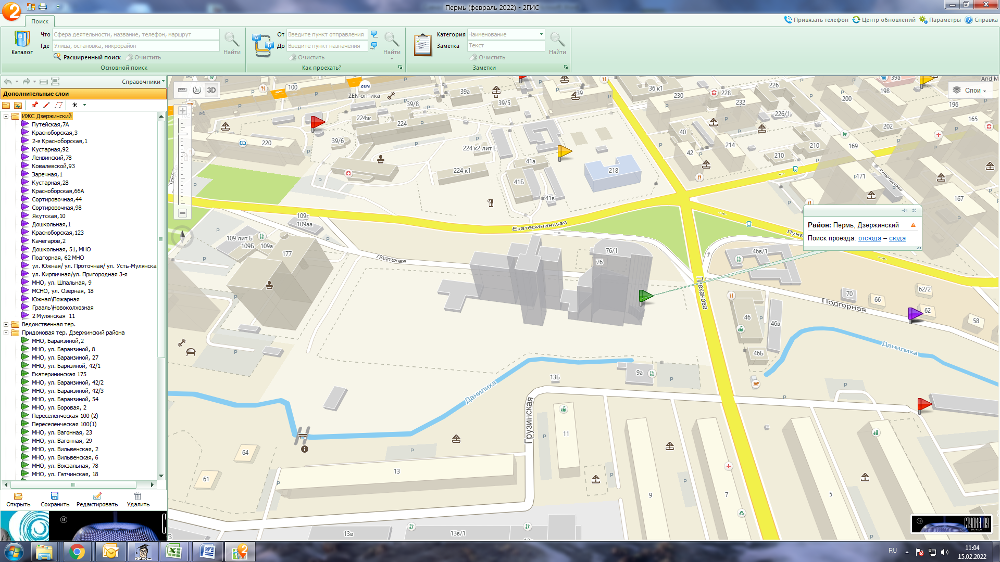 Пермь (февраль 2022) - 2ГИС
Поиск
Привязать телефон
Центр обновлений
Параметры
Справка
Каталог
Что
Сфера деятельности, название, телефон, маршрут
Где
Улица, остановка, микрорайон
Расширенный поиск
Очистить
Найти
Основной поиск
От
Введите пункт отправления
До
Введите пункт назначения
Очистить
Найти
Как проехать?
Категория
Наименование
Заметка
Текст
Очистить
Найти
Заметки
Справочники
Дополнительные слои
ИЖС Дзержинский
Путейская,7А
Красноборская,3
2-я Красноборская,1
Кустарная,92
Ленвинский,78
Ковалевской,93
Заречная,1
Кустарная,28
Красноборская,66А
Сортировочная,44
Сортировочная,98
Якутская,10
Дошкольная,1
Красноборская,123
Качегаров,2
Дошкольная, 51, МНО
Подгорная, 62 МНО
ул. Южная/ ул. Проточная/ ул. Усть-Мулянска
ул. Кирпичная/ул. Пригородная 3-я
МНО, ул. Шпальная, 9
МСНО, ул. Озерная, 18
Южная\Пожарная
Грааль\Новоколхозная
2 Мулянская 11
Ведомственная тер.
Придомовая тер. Дзержинский района
МНО, Барамзиной,2
МНО, ул. Барамзиной, 8
МНО, ул. Барамзиной, 27
МНО, ул. Бармзиной, 42/1
Екатерининская 175
МНО, ул. Барамзиной, 42/2
МНО, ул. Барамзиной, 42/3
МНО, ул. Барамзиной, 54
МНО, ул. Боровая, 2
Переселенческая 100 (2)
Переселенческая 100(1)
МНО, ул. Вагонная, 23
МНО, ул. Вагонная, 29
МНО, ул. Вильвенская, 2
МНО, ул. Вильвенская, 6
МНО, ул. Вокзальная, 78
МНО, ул. Гатчинская, 18
Открыть
Сохранить
Редактировать
Удалить
3D
Слои
And M
100
ZEN
ZEN оптика
39а
39
39/8
39/5
36 к1
230
228
232
226
226/1
200
198
39а
196
165
202
224ж
224
220
39/6
224 к2 лит Е
224 к1
41а
41Б
41в
218
40
42
214
210
210
169
171
Решетникова
167
Екатерининская
Луна
109г
109аа
109 лит Б
109Б
109а
177
Подгорная
76/1
76
46в/1
Плеханова
Район: Пермь, Дзержинский
Поиск проезда: отсюда – сюда
62/2
70
66
62
58
Подгорная
46
46в
46Б
Данилиха
9а
13Б
Данилиха
Грузинская
11
64
61
13
9
7
5
13в
13в/1
СТУДИЯ 109
18
18
RU
11:04
15.02.2022